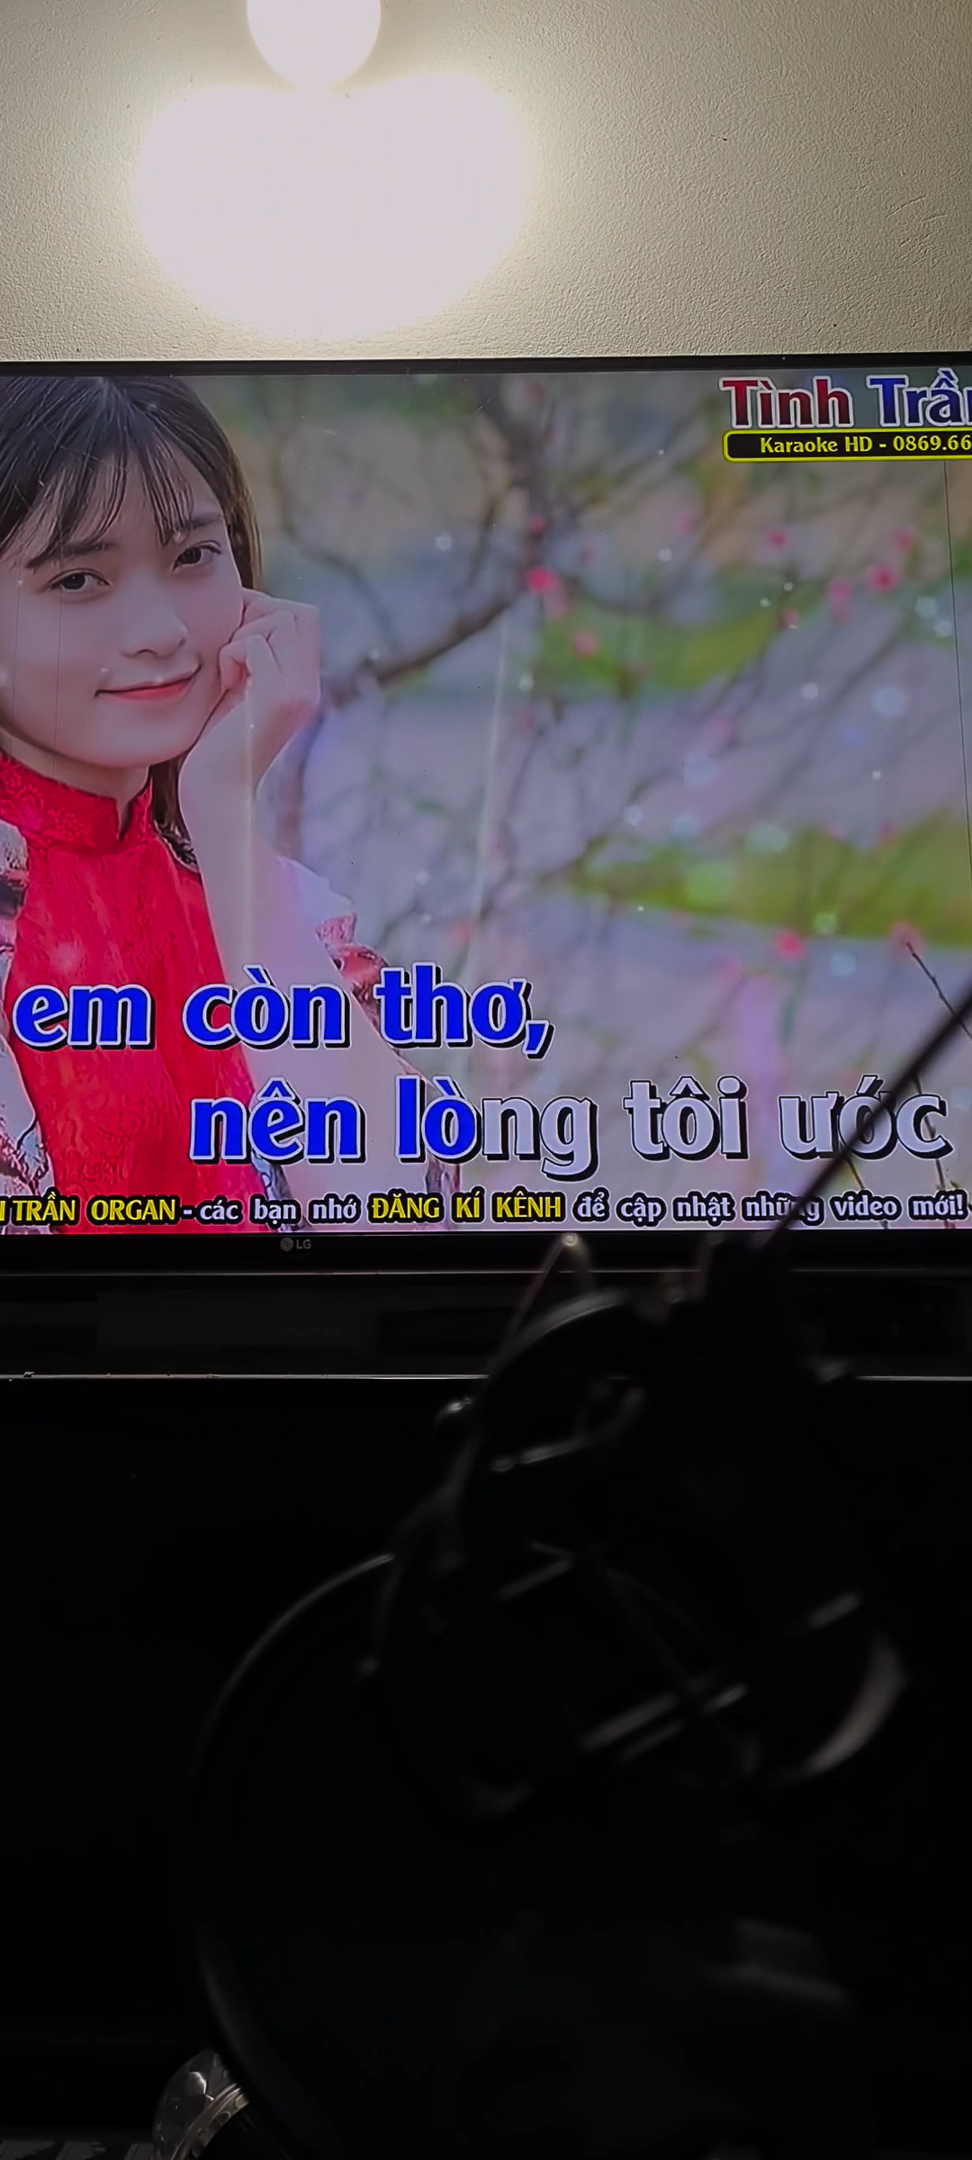 Tình Trần
Karaoke HD - 0869.66
em còn thơ,
nên lòng tôi ước
TRẦN ORGAN - các bạn nhớ ĐĂNG KÍ KÊNH để cập nhật những video mới!
LG